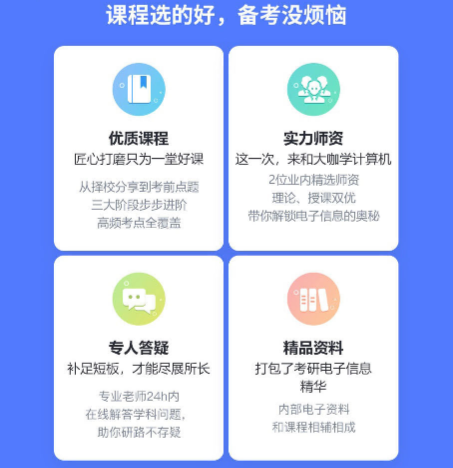 课程选的好，备考没烦恼
优质课程
匠心打磨只为一堂好课
从择校分享到考前点题
三大阶段步步进阶
高频考点全覆盖
实力师资
这一次，来和大咖学计算机
2位业内精选师资
理论、授课双优
带你解锁电子信息的奥秘
专人答疑
补足短板，才能尽展所长
专业老师24h内
在线解答学科问题，
助你研路不存疑
精品资料
打包了考研电子信息
精华
内部电子资料
和课程相辅相成